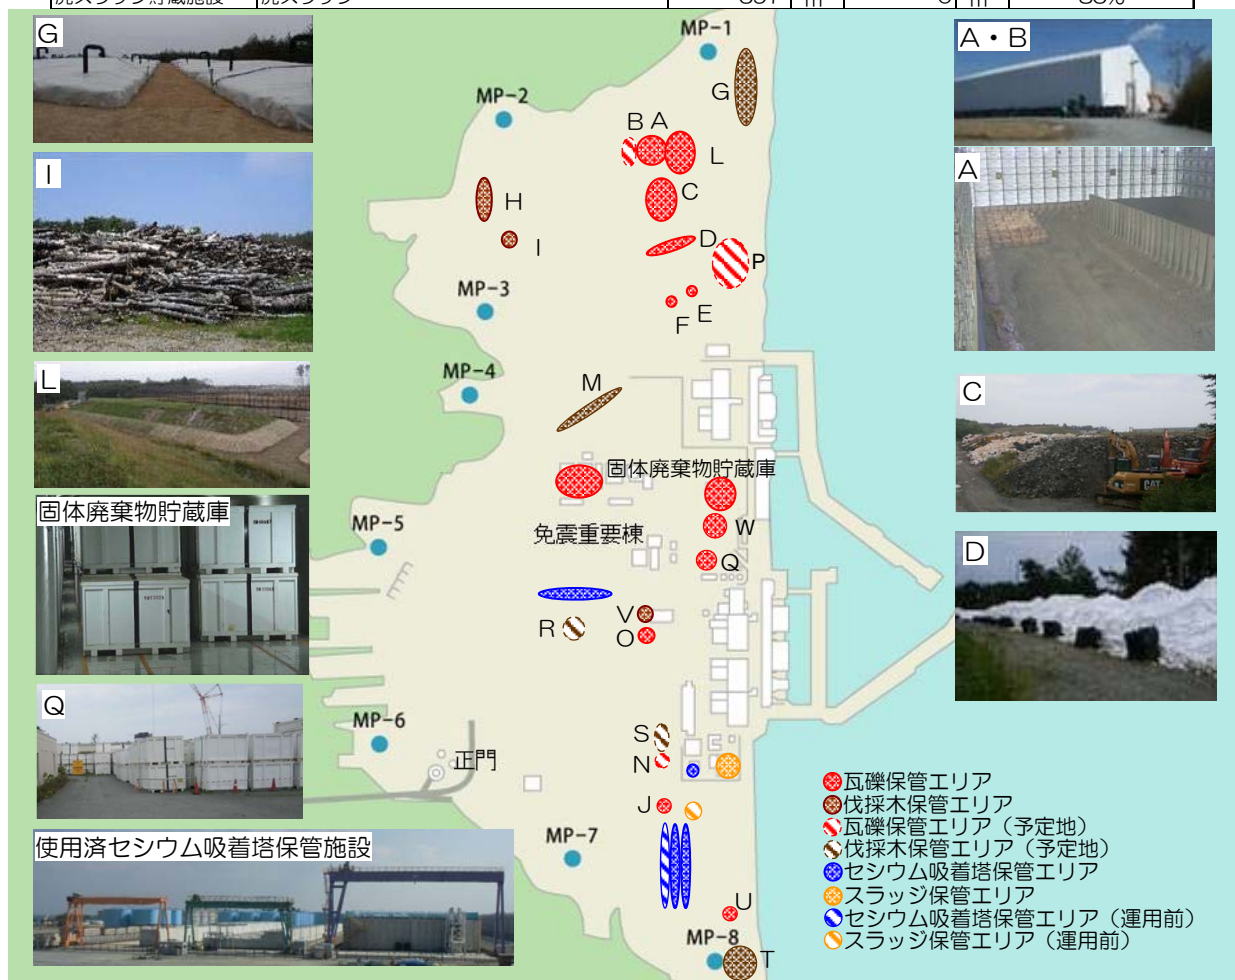 G
A・B
I
A
L
C
固体廃棄物貯蔵庫
D
Q
使用済セシウム吸着塔保管施設
MP-1
G
MP-2
B A
L
H
C
I
D
P
MP-3
E
F
MP-4
M
固体廃棄物貯蔵庫
MP-5
免震重要棟
W
Q
V
R
O
MP-6
S
正門
N
J
MP-7
U
MP-8
T
瓦礫保管エリア
伐採木保管エリア
瓦礫保管エリア（予定地）
伐採木保管エリア（予定地）
セシウム吸着塔保管エリア
スラッジ保管エリア
セシウム吸着塔保管エリア（運用前）
スラッジ保管エリア（運用前）